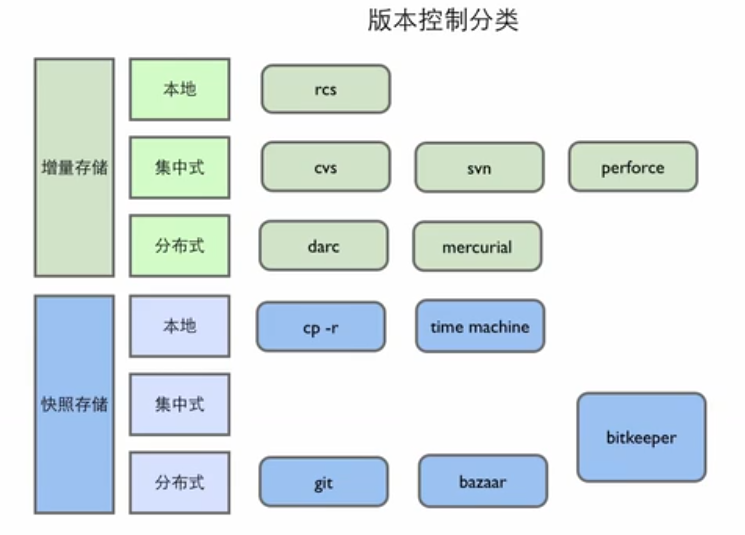 版本控制分类
增量存储
本地
rcs
集中式
cvs
svn
perforce
分布式
darc
mercurial
快照存储
本地
cp -r
time machine
集中式
bitkeeper
分布式
git
bazaar